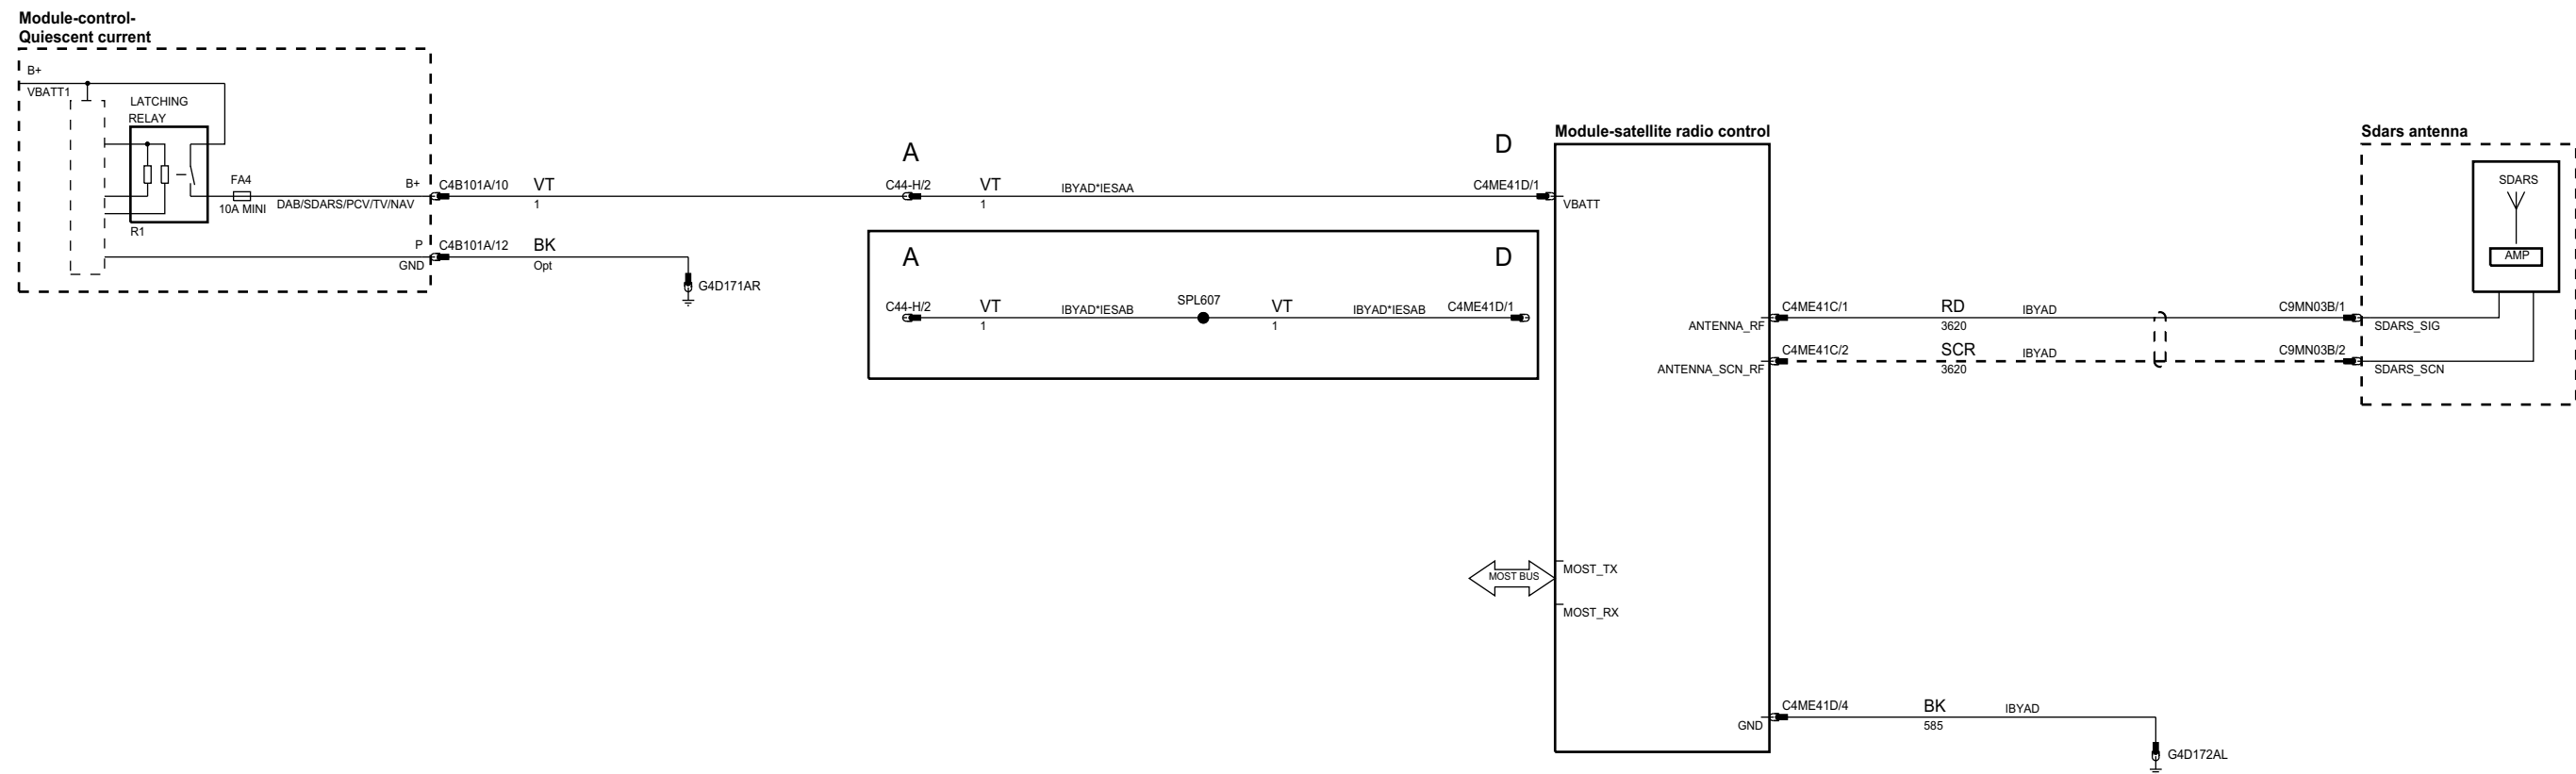 Module-control-
Quiescent current
B+
VBATT1
LATCHING
RELAY
R1
FA4
10A MINI
DAB/SDARS/PCV/TV/NAV
B+
C4B101A/10
VT
1
P
GND
C4B101A/12
BK
Opt
G4D171AR
A
D
C44-H/2
VT
1
IBYAD*IESAA
C4ME41D/1
A
D
C44-H/2
VT
1
IBYAD*IESAB
SPL607
VT
1
IBYAD*IESAB
C4ME41D/1
Module-satellite radio control
VBATT
ANTENNA_RF
ANTENNA_SCN_RF
MOST BUS
MOST_TX
MOST_RX
GND
C4ME41C/1
RD
3620
IBYAD
C9MN03B/1
C4ME41C/2
SCR
3620
IBYAD
C9MN03B/2
C4ME41D/4
BK
585
IBYAD
G4D172AL
Sdars antenna
SDARS
AMP
SDARS_SIG
SDARS_SCN